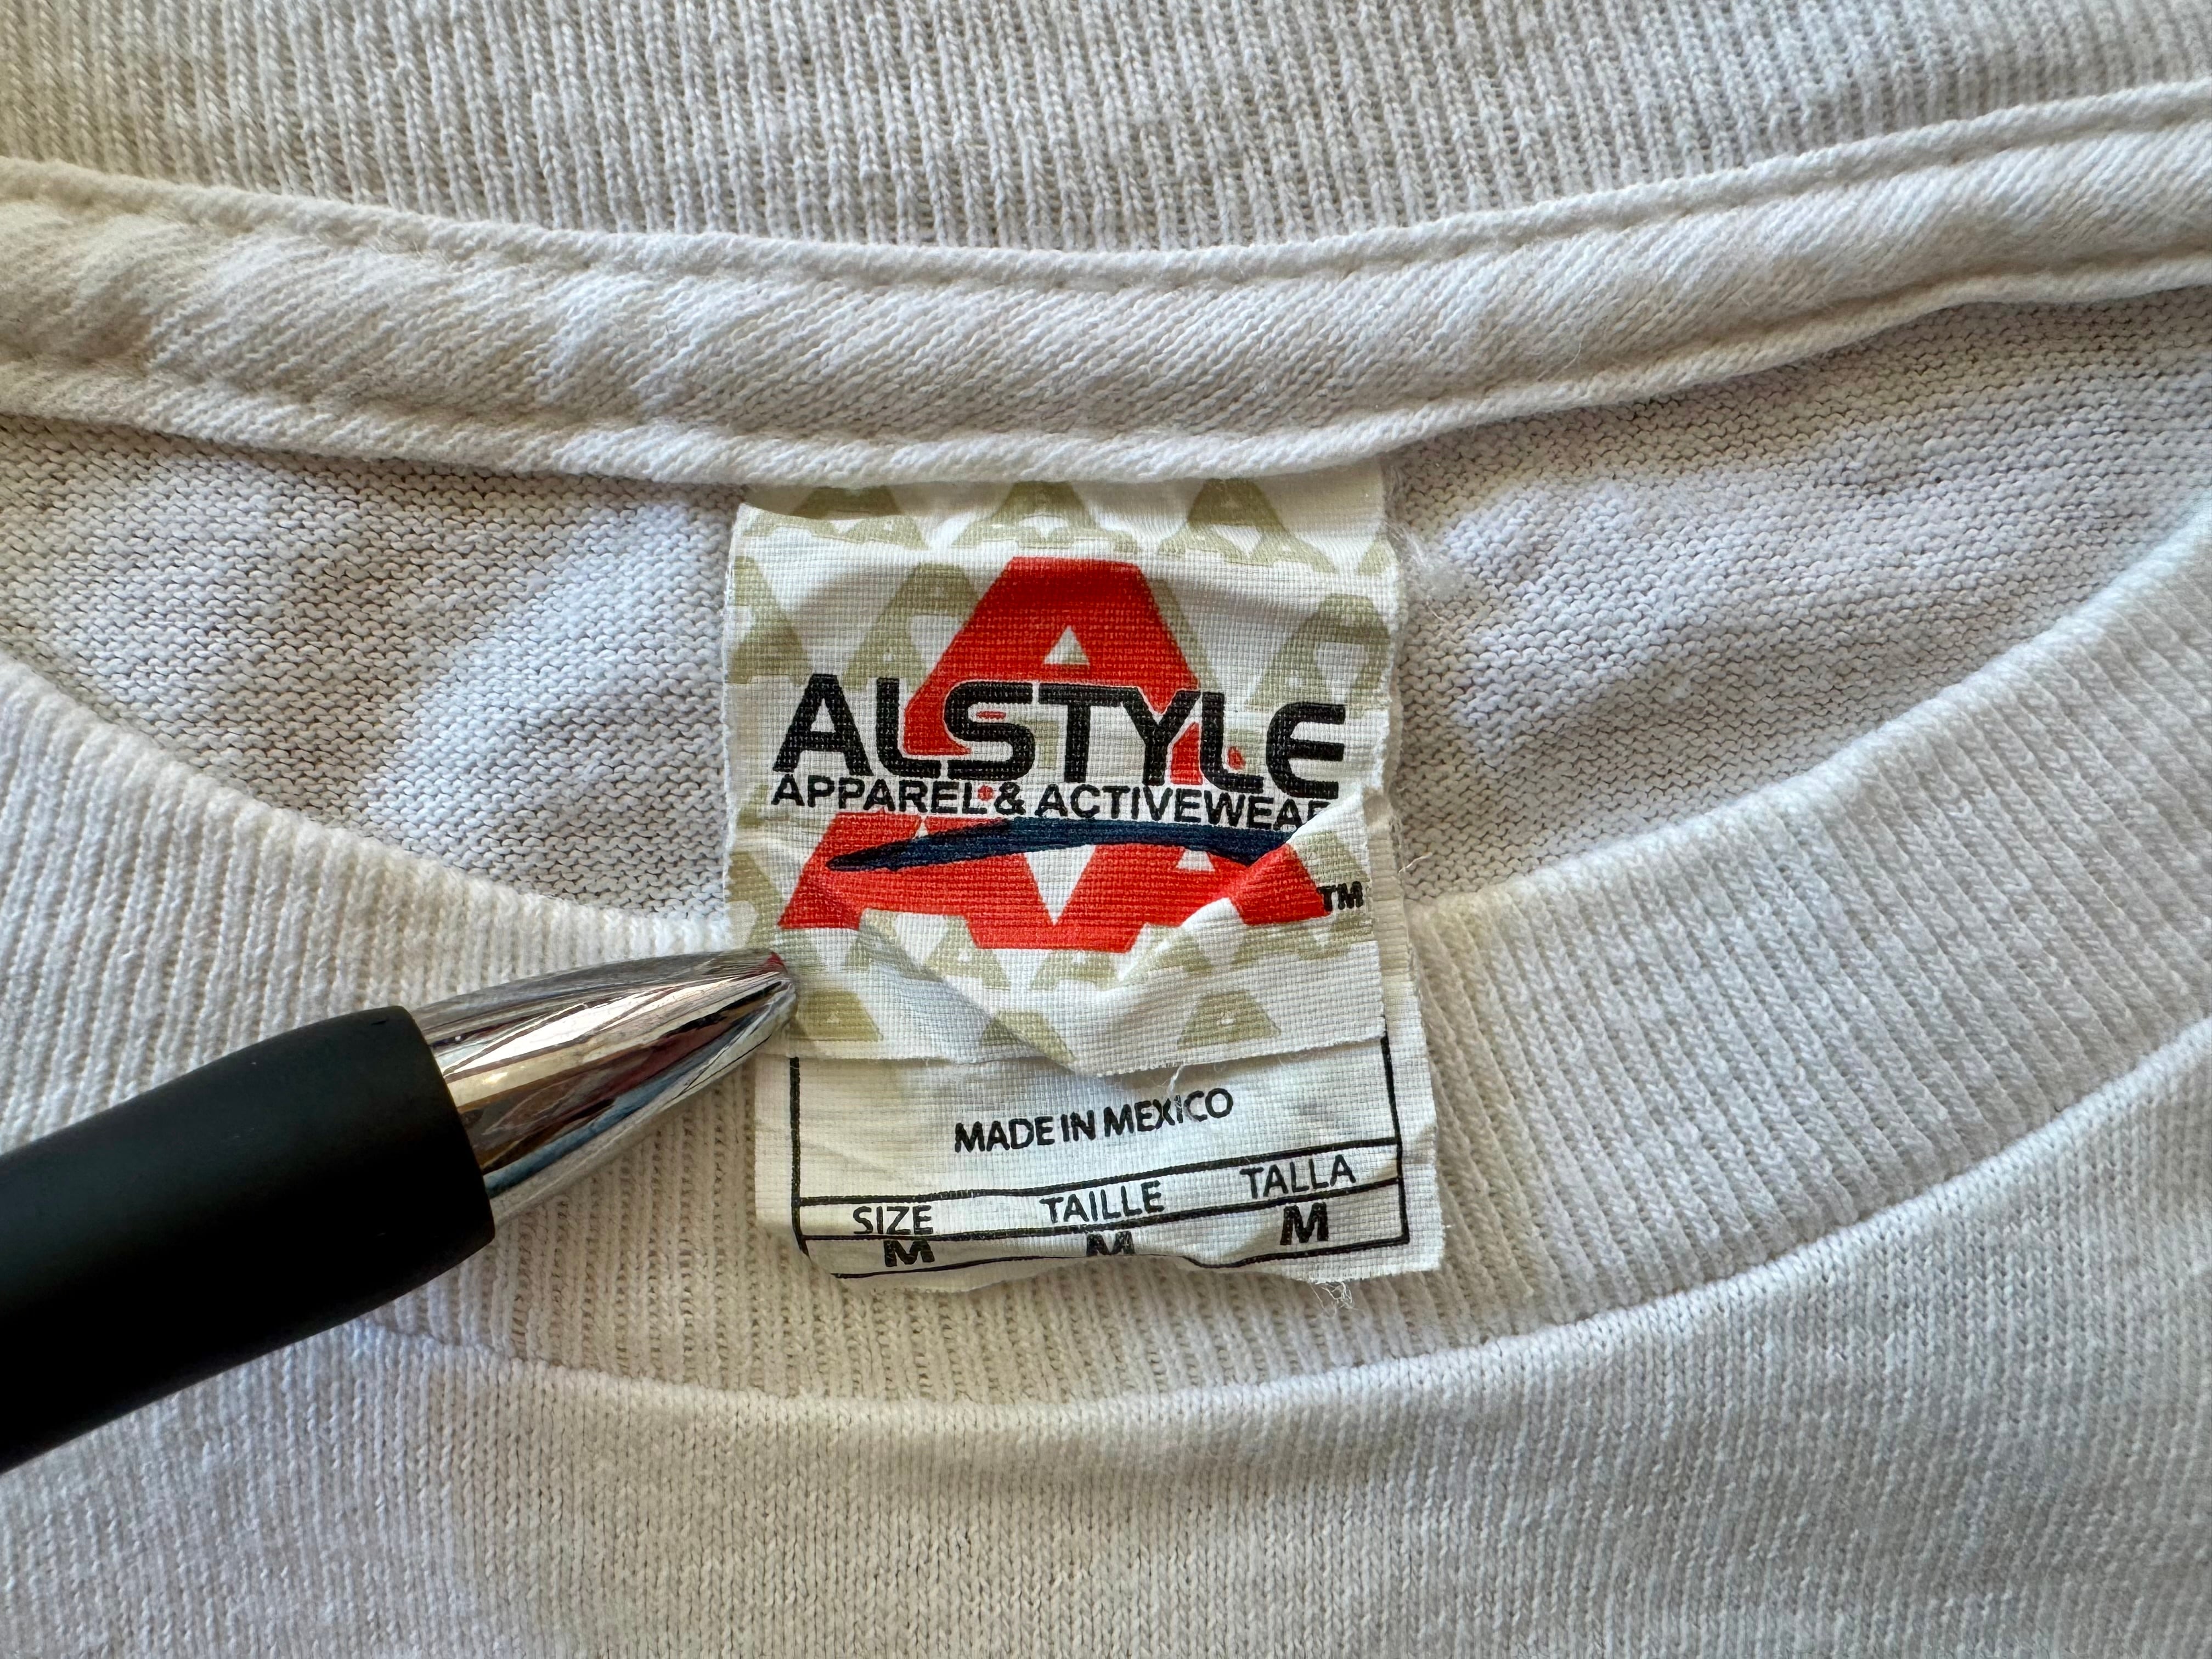 ALSTYLE
APPAREL & ACTIVEWEAR
TM
MADE IN MEXICO
SIZE TAILLE TALLA
M M M